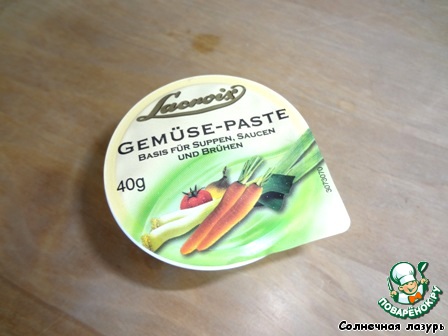 Lacroix
GEMÜSE-PASTE
BASIS FÜR SUPPEN, SAUCEN
UND BRÜHEN
40g
ПОВАРЁНОК.РУ
Солнечная лазурь